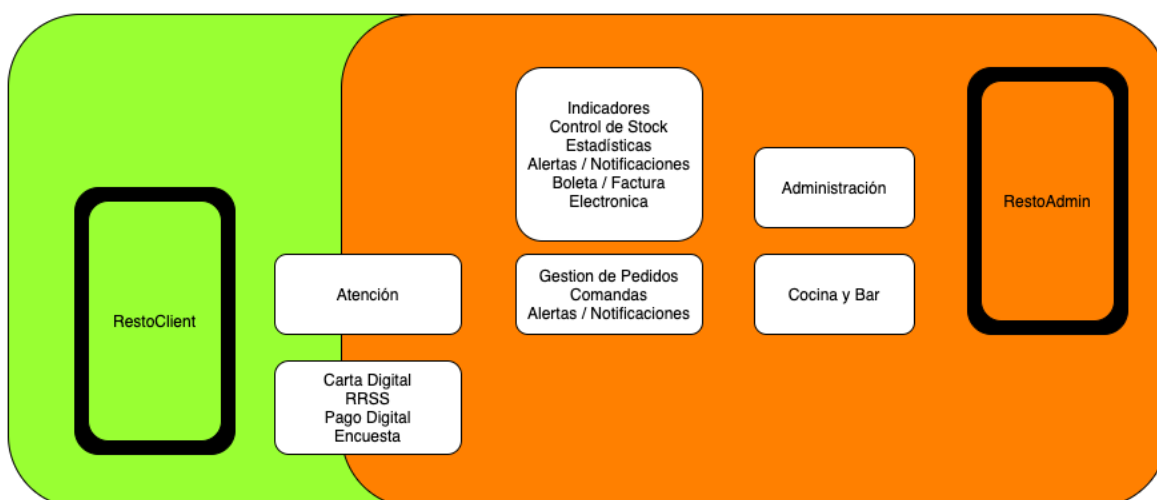 Indicadores
Control de Stock
Estadísticas
Alertas / Notificaciones
Boleta / Factura
Electronica
Administración
RestoAdmin
RestoClient
Atención
Gestion de Pedidos
Comandas
Alertas / Notificaciones
Cocina y Bar
Carta Digital
RRSS
Pago Digital
Encuesta